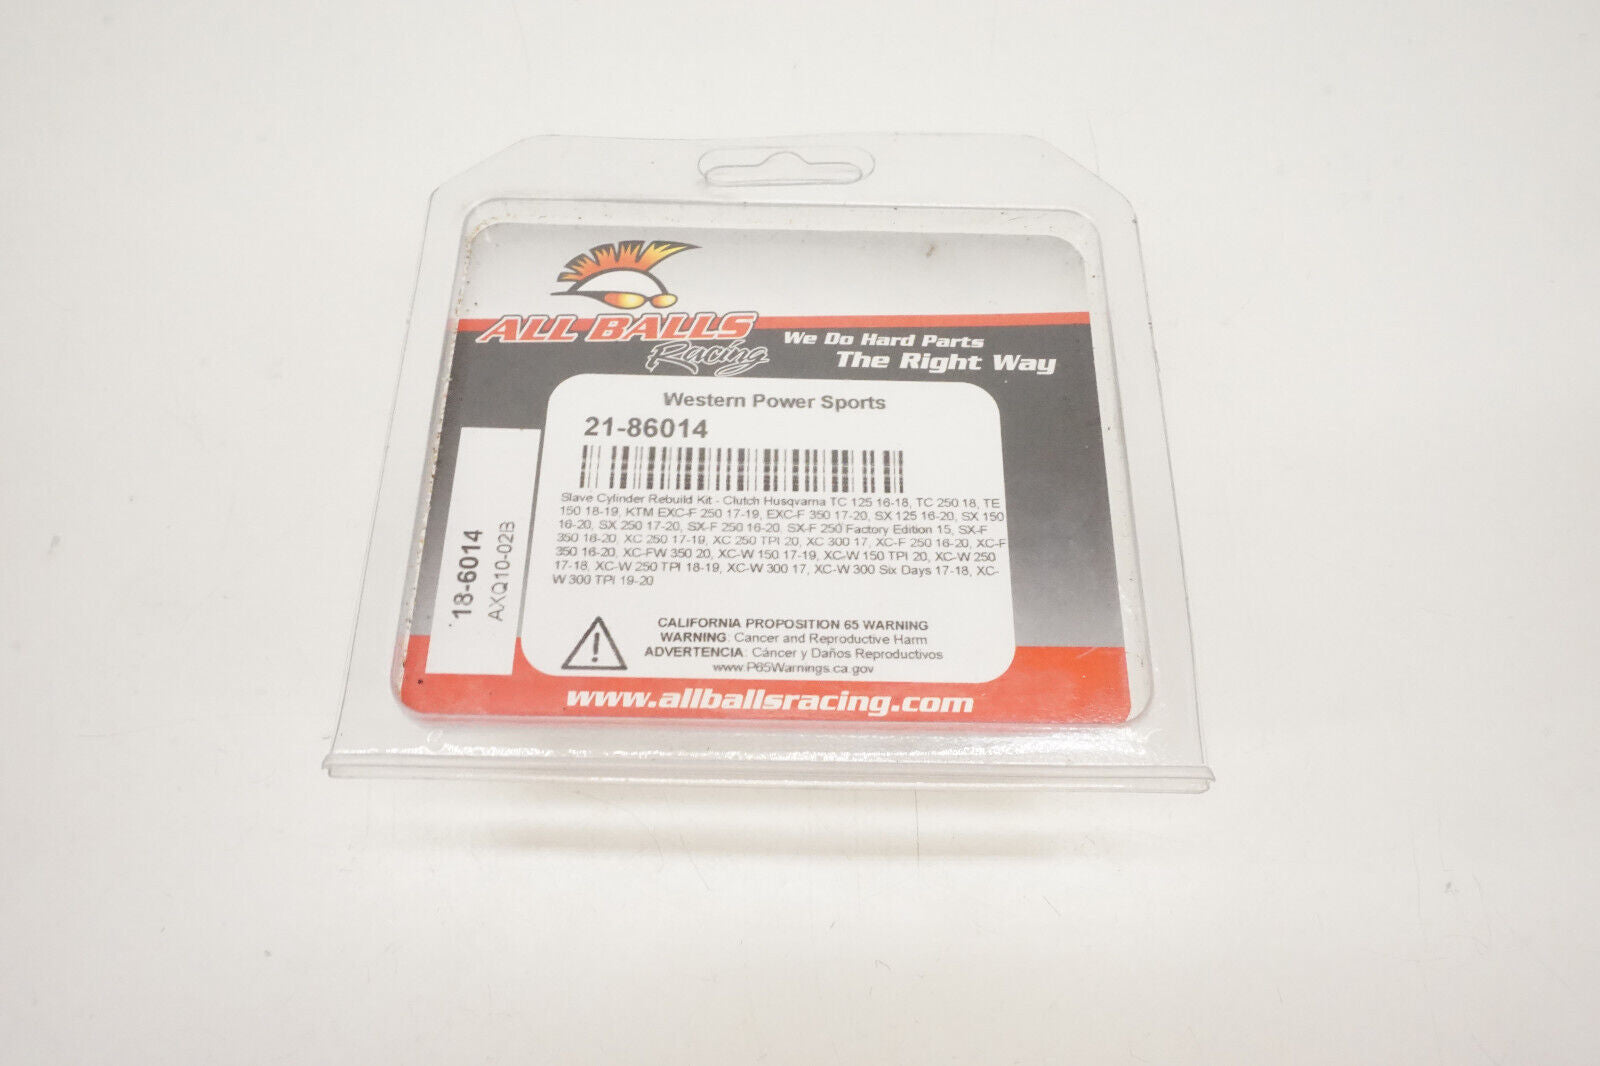 ALL BALLS
Racing
We Do Hard Parts
The Right Way
Western Power Sports
21-86014
Slave Cylinder Rebuild Kit - Clutch Husqvarna TC 125 16-18, TC 250 18, TE
150 18-19, KTM EXC-F 250 17-19, EXC-F 350 17-20, SX 125 16-20, SX 150
16-20, SX 250 17-20, SX-F 250 16-20, SX-F 250 Factory Edition 15, SX-F
350 16-20, XC 250 17-19, XC 250 TPI 20, XC 300 17, XC-F 250 16-20, XC-F
350 16-20, XC-FW 350 20, XC-W 150 17-19, XC-W 150 TPI 20, XC-W 250
17-18, XC-W 250 TPI 18-19, XC-W 300 17, XC-W 300 Six Days 17-18, XC-
W 300 TPI 19-20
CALIFORNIA PROPOSITION 65 WARNING
WARNING: Cancer and Reproductive Harm
ADVERTENCIA: Cáncer y Daños Reproductivos
www.P65Warnings.ca.gov
18-6014
AXQ10-02B
www.allballsracing.com